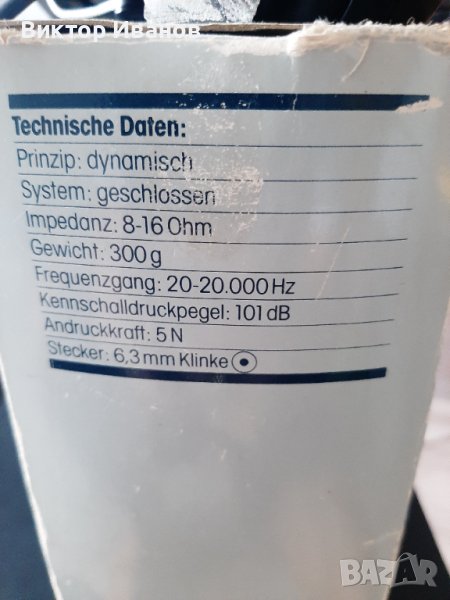 Виктор Иванов
Technische Daten:
Prinzip: dynamisch
System: geschlossen
Impedanz: 8-16 Ohm
Gewicht: 300 g
Frequenzgang: 20-20.000 Hz
Kennschalldruckpegel: 101 dB
Andruckkraft: 5 N
Stecker: 6,3 mm Klinke
BAZAR